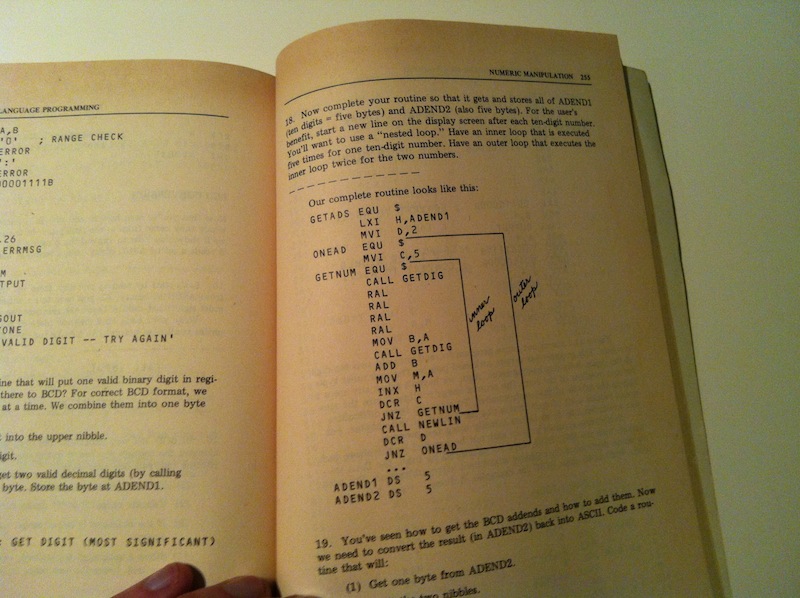 LANGUAGE PROGRAMMING
A,B
'0' ; RANGE CHECK
ERROR
':'
ERROR
00001111B
.26
ERRMSG
M
TPUT
GOUT
TONE
VALID DIGIT -- TRY AGAIN'
ine that will put one valid binary digit in regi-
there to BCD? For correct BCD format, we
at a time. We combine them into one byte
into the upper nibble.
igit.
get two valid decimal digits (by calling
byte. Store the byte at ADEND1.
GET DIGIT (MOST SIGNIFICANT)
NUMERIC MANIPULATION 255
18. Now complete your routine so that it gets and stores all of ADEND1
(ten digits = five bytes) and ADEND2 (also five bytes). For the user's
benefit, start a new line on the display screen after each ten-digit number.
You'll want to use a "nested loop." Have an inner loop that is executed
five times for one ten-digit number. Have an outer loop that executes the
inner loop twice for the two numbers.
Our complete routine looks like this:
GETADS EQU $
LXI H,ADEND1
MVI D,2
ONEAD EQU $
MVI C,5
GETNUM EQU $
CALL GETDIG
RAL
RAL
RAL
RAL
MOV B,A
CALL GETDIG
ADD B
MOV M,A
INX H
DCR C
JNZ GETNUM
CALL NEWLIN
DCR D
JNZ ONEAD
...
ADEND1 DS 5
ADEND2 DS 5
inner
loop
outer
loop
19. You've seen how to get the BCD addends and how to add them. Now
we need to convert the result (in ADEND2) back into ASCII. Code a rou-
tine that will:
(1) Get one byte from ADEND2.
two nibbles.